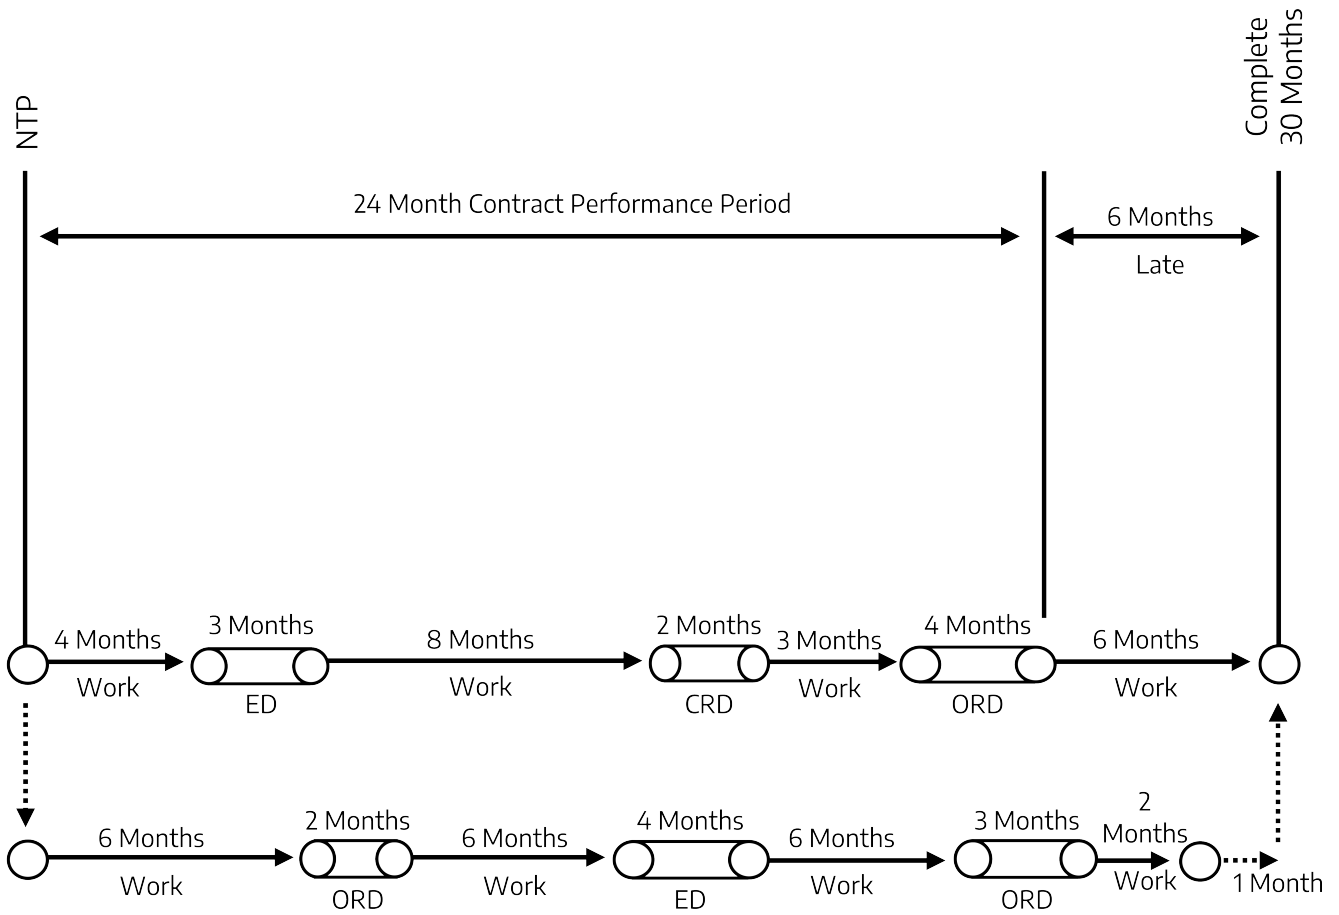 NTP
Complete
30 Months
24 Month Contract Performance Period
6 Months
Late
4 Months
Work
3 Months
ED
8 Months
Work
2 Months
CRD
3 Months
Work
4 Months
ORD
6 Months
Work
6 Months
Work
2 Months
ORD
6 Months
Work
4 Months
ED
6 Months
Work
3 Months
ORD
2
Months
Work
1 Month